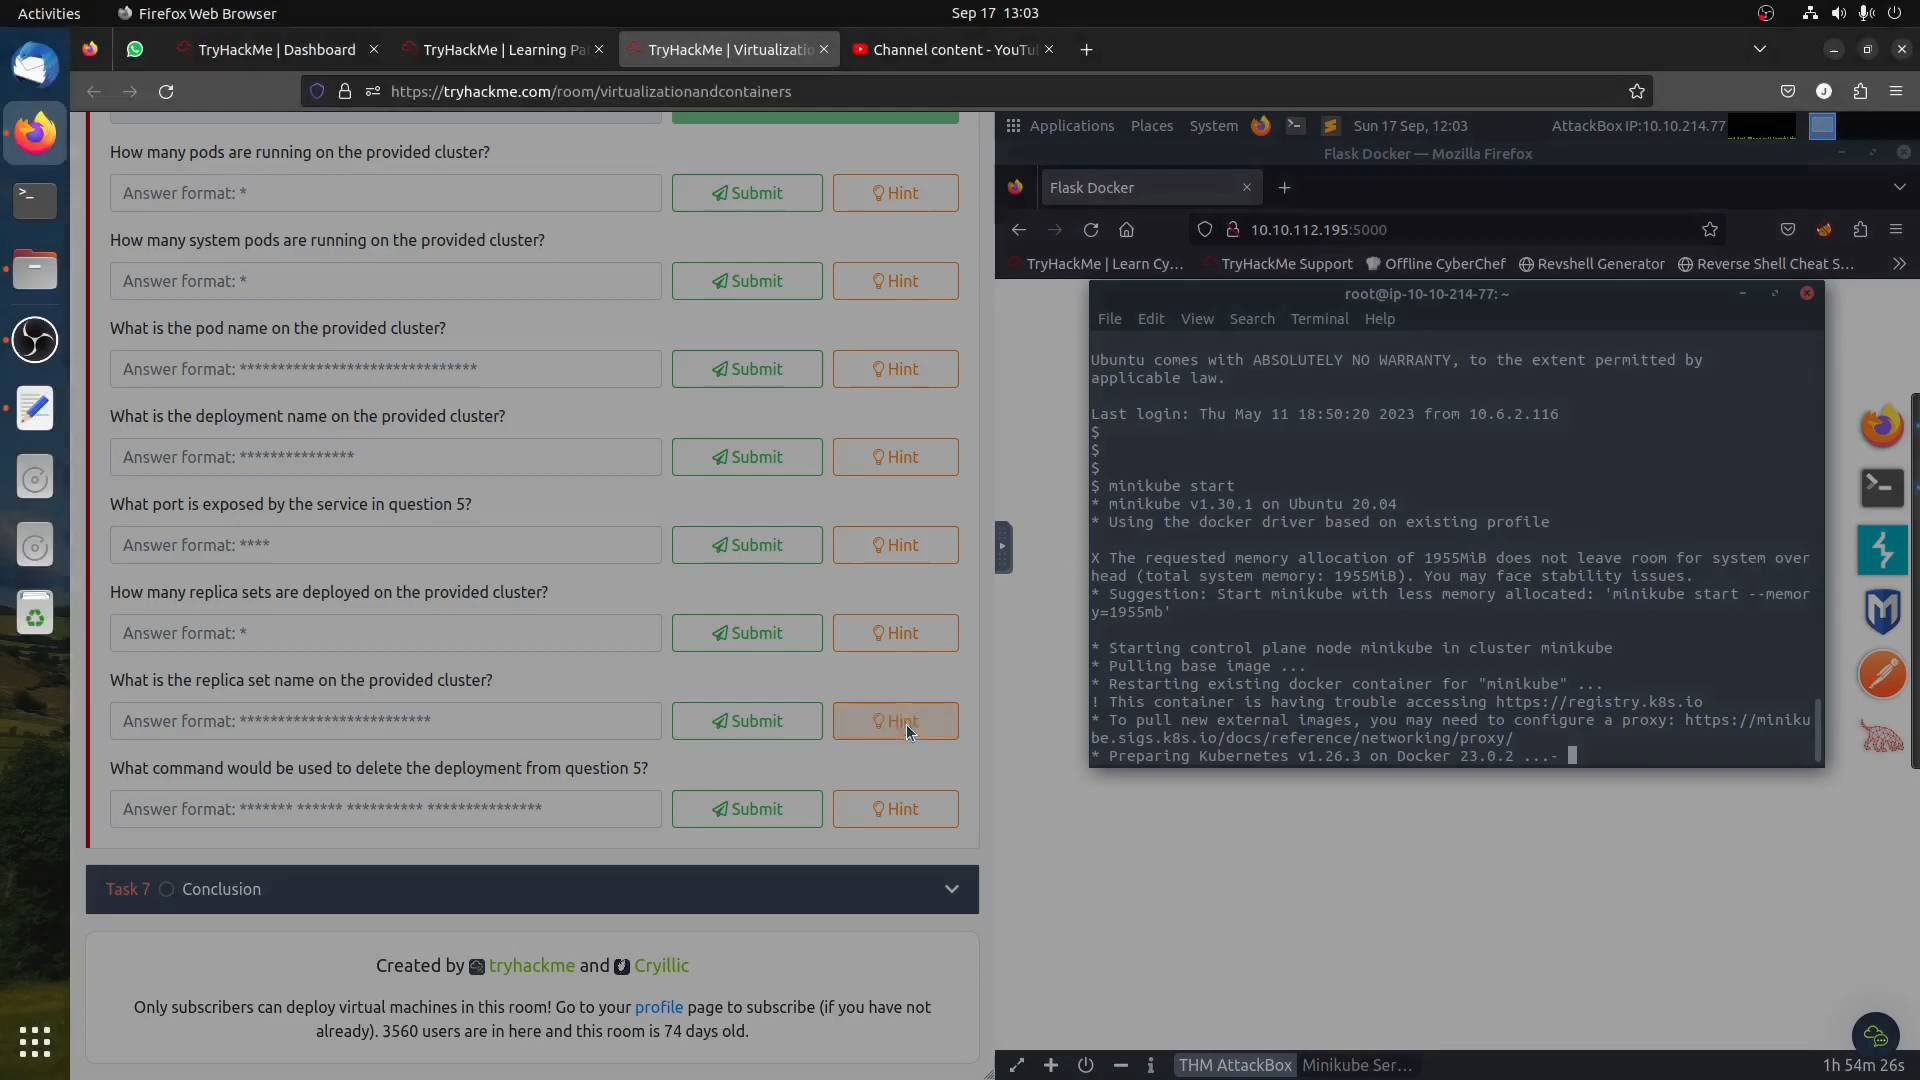 Activities
Firefox Web Browser
Sep 17 13:03
TryHackMe | Dashboard
TryHackMe | Learning Pa
TryHackMe | Virtualizatio
Channel content - YouTu
https://tryhackme.com/room/virtualizationandcontainers
How many pods are running on the provided cluster?
Answer format: *
Submit
Hint
How many system pods are running on the provided cluster?
Answer format: *
Submit
Hint
What is the pod name on the provided cluster?
Answer format: *******************************
Submit
Hint
What is the deployment name on the provided cluster?
Answer format: ***************
Submit
Hint
What port is exposed by the service in question 5?
Answer format: ****
Submit
Hint
How many replica sets are deployed on the provided cluster?
Answer format: *
Submit
Hint
What is the replica set name on the provided cluster?
Answer format: *************************
Submit
Hint
What command would be used to delete the deployment from question 5?
Answer format: ******* ****** ********** ***************
Submit
Hint
Task 7
Conclusion
Created by tryhackme and Cryillic
Only subscribers can deploy virtual machines in this room! Go to your profile page to subscribe (if you have not
already). 3560 users are in here and this room is 74 days old.
Applications
Places
System
Sun 17 Sep, 12:03
AttackBox IP:10.10.214.77
Flask Docker — Mozilla Firefox
Flask Docker
10.10.112.195:5000
TryHackMe | Learn Cy...
TryHackMe Support
Offline CyberChef
Revshell Generator
Reverse Shell Cheat S...
root@ip-10-10-214-77: ~
File
Edit
View
Search
Terminal
Help
Ubuntu comes with ABSOLUTELY NO WARRANTY, to the extent permitted by
applicable law.
Last login: Thu May 11 18:50:20 2023 from 10.6.2.116
$
$
$
$ minikube start
* minikube v1.30.1 on Ubuntu 20.04
* Using the docker driver based on existing profile
X The requested memory allocation of 1955MiB does not leave room for system over
head (total system memory: 1955MiB). You may face stability issues.
* Suggestion: Start minikube with less memory allocated: 'minikube start --memor
y=1955mb'
* Starting control plane node minikube in cluster minikube
* Pulling base image ...
* Restarting existing docker container for "minikube" ...
! This container is having trouble accessing https://registry.k8s.io
* To pull new external images, you may need to configure a proxy: https://miniku
be.sigs.k8s.io/docs/reference/networking/proxy/
* Preparing Kubernetes v1.26.3 on Docker 23.0.2 ...-
THM AttackBox
Minikube Ser...
1h 54m 26s